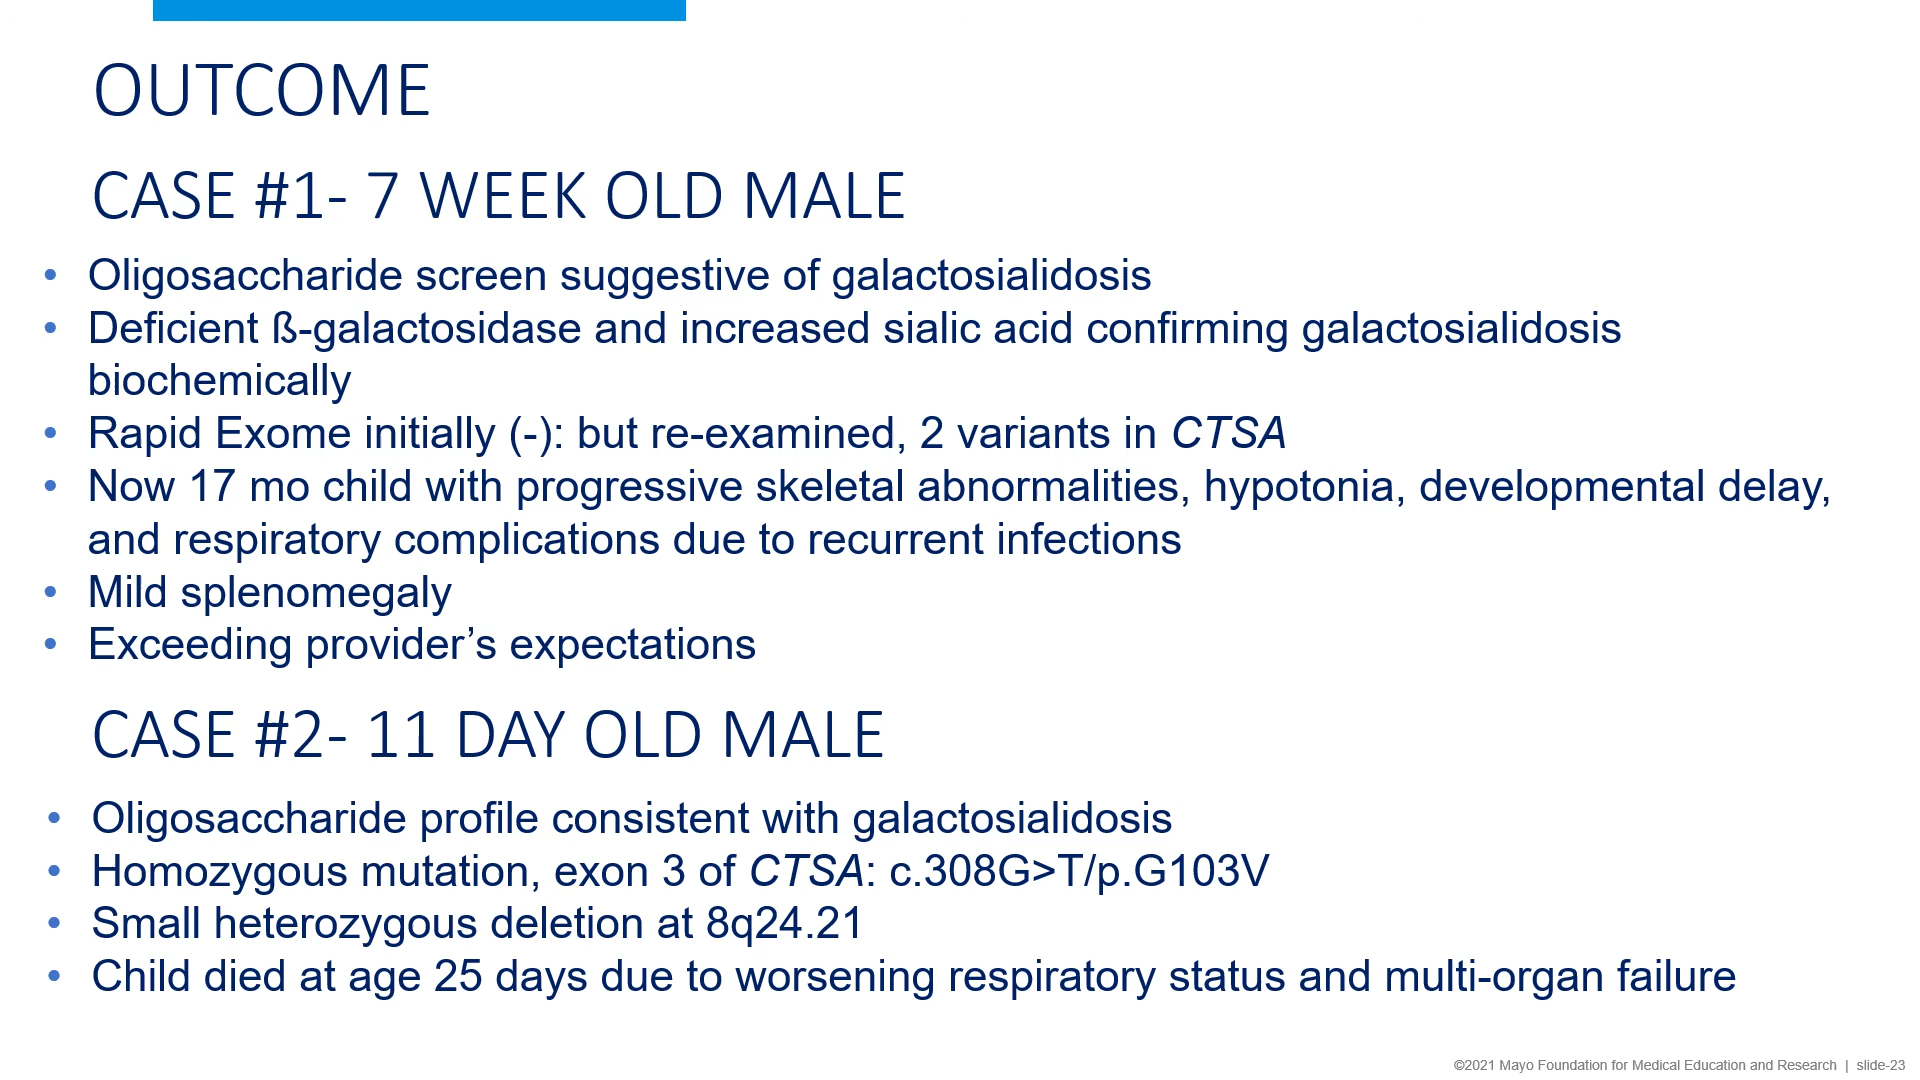 OUTCOME
CASE #1- 7 WEEK OLD MALE
• Oligosaccharide screen suggestive of galactosialidosis
• Deficient ß-galactosidase and increased sialic acid confirming galactosialidosis
biochemically
• Rapid Exome initially (-): but re-examined, 2 variants in CTSA
• Now 17 mo child with progressive skeletal abnormalities, hypotonia, developmental delay,
and respiratory complications due to recurrent infections
• Mild splenomegaly
• Exceeding provider’s expectations
CASE #2- 11 DAY OLD MALE
• Oligosaccharide profile consistent with galactosialidosis
• Homozygous mutation, exon 3 of CTSA: c.308G>T/p.G103V
• Small heterozygous deletion at 8q24.21
• Child died at age 25 days due to worsening respiratory status and multi-organ failure
©2021 Mayo Foundation for Medical Education and Research | slide-23